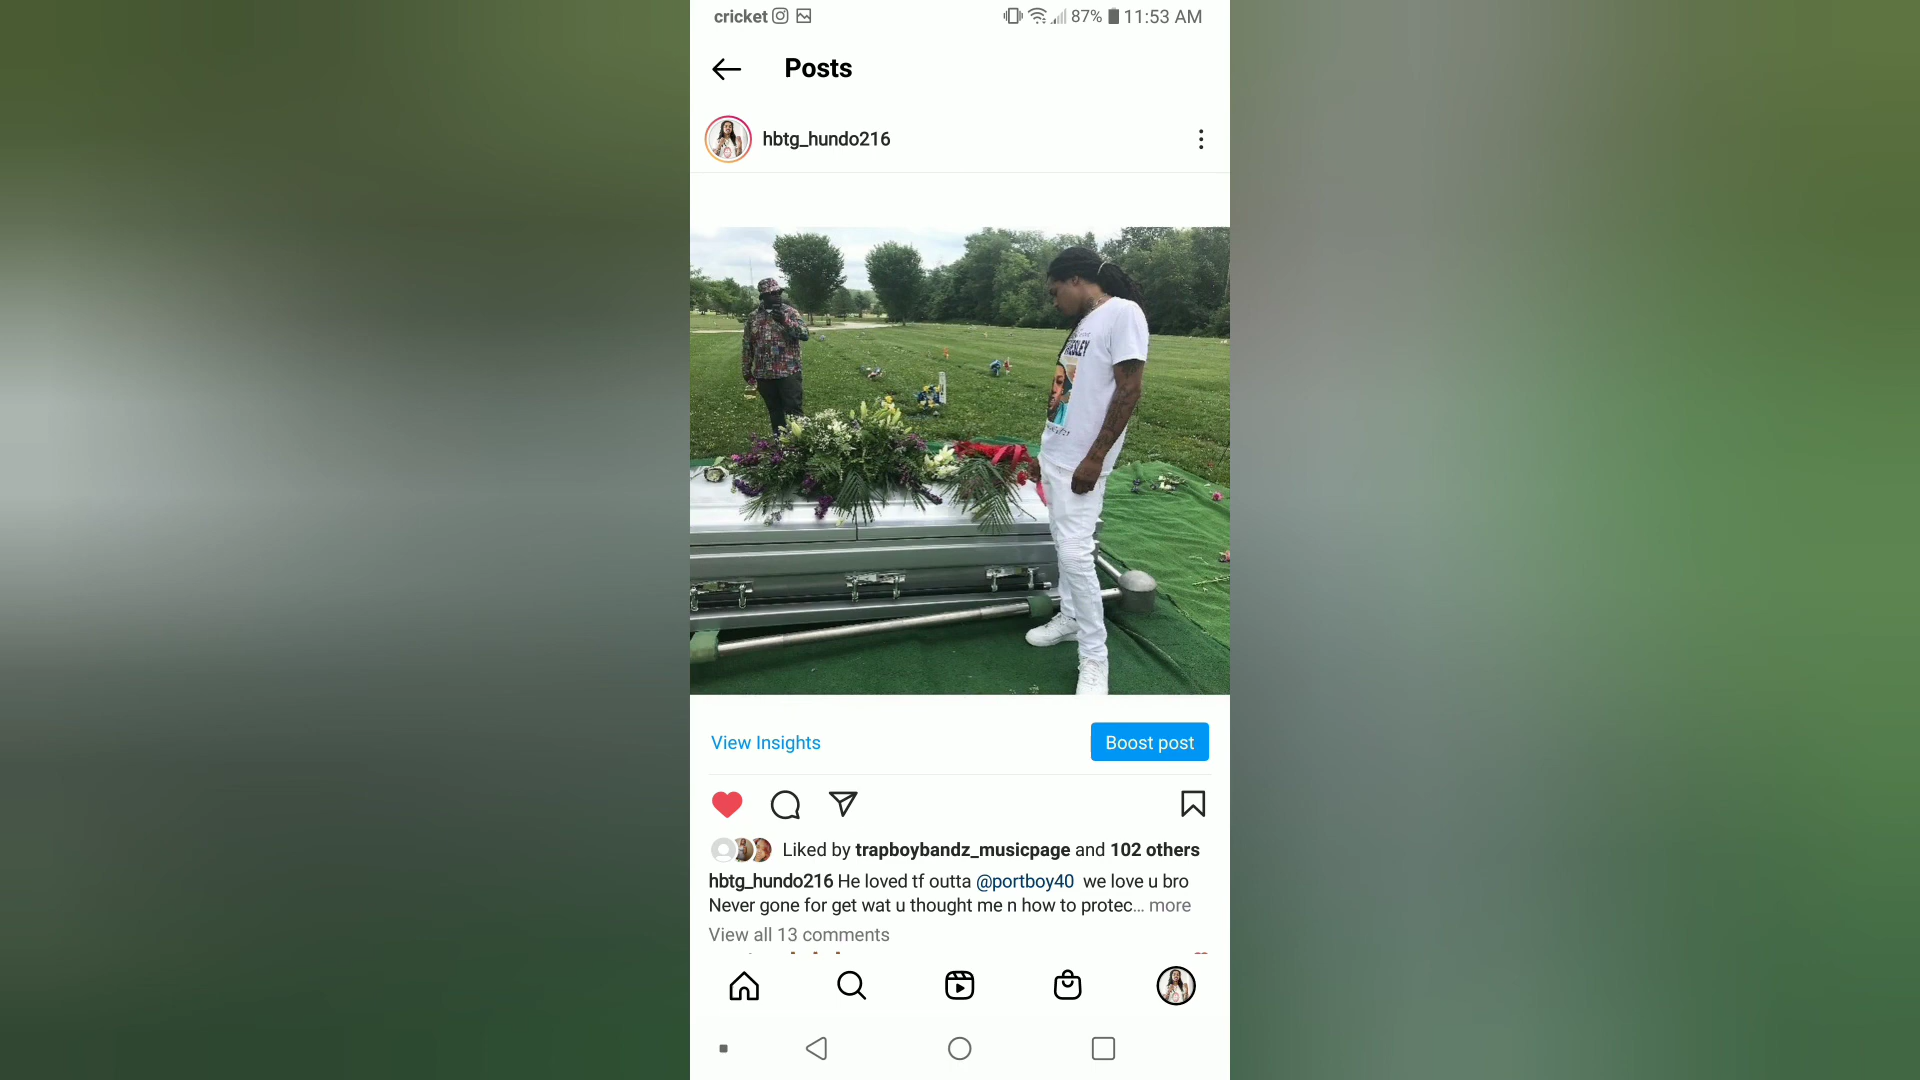 cricket 87% 11:53 AM
Posts
hbtg_hundo216
View Insights
Boost post
Liked by trapboybandz_musicpage and 102 others
hbtg_hundo216 He loved tf outta @portboy40 we love u bro
Never gone for get wat u thought me n how to protec... more
View all 13 comments